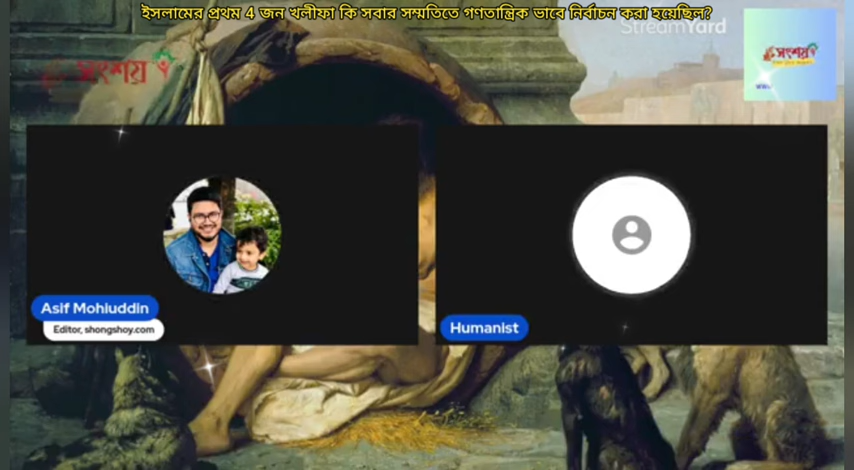 ইসলামের প্রথম 4 জন খলীফা কি সবার সম্মতিতে গণতান্ত্রিক ভাবে নির্বাচন করা হয়েছিল?
StreamYard
সংশয়
সংশয়
Asif Mohiuddin
Editor, shongshoy.com
Humanist